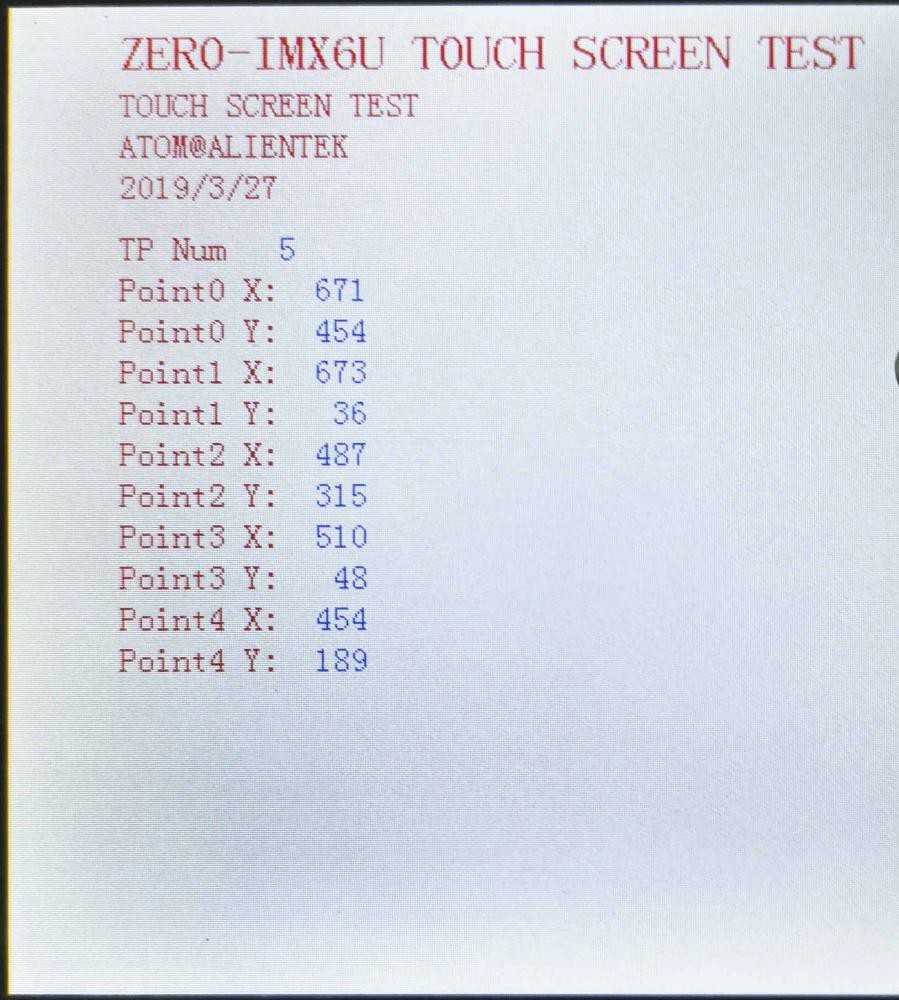 ZERO-IMX6U TOUCH SCREEN TEST
TOUCH SCREEN TEST
ATOM@ALIENTEK
2019/3/27
TP Num 5
Point0 X: 671
Point0 Y: 454
Point1 X: 673
Point1 Y: 36
Point2 X: 487
Point2 Y: 315
Point3 X: 510
Point3 Y: 48
Point4 X: 454
Point4 Y: 189